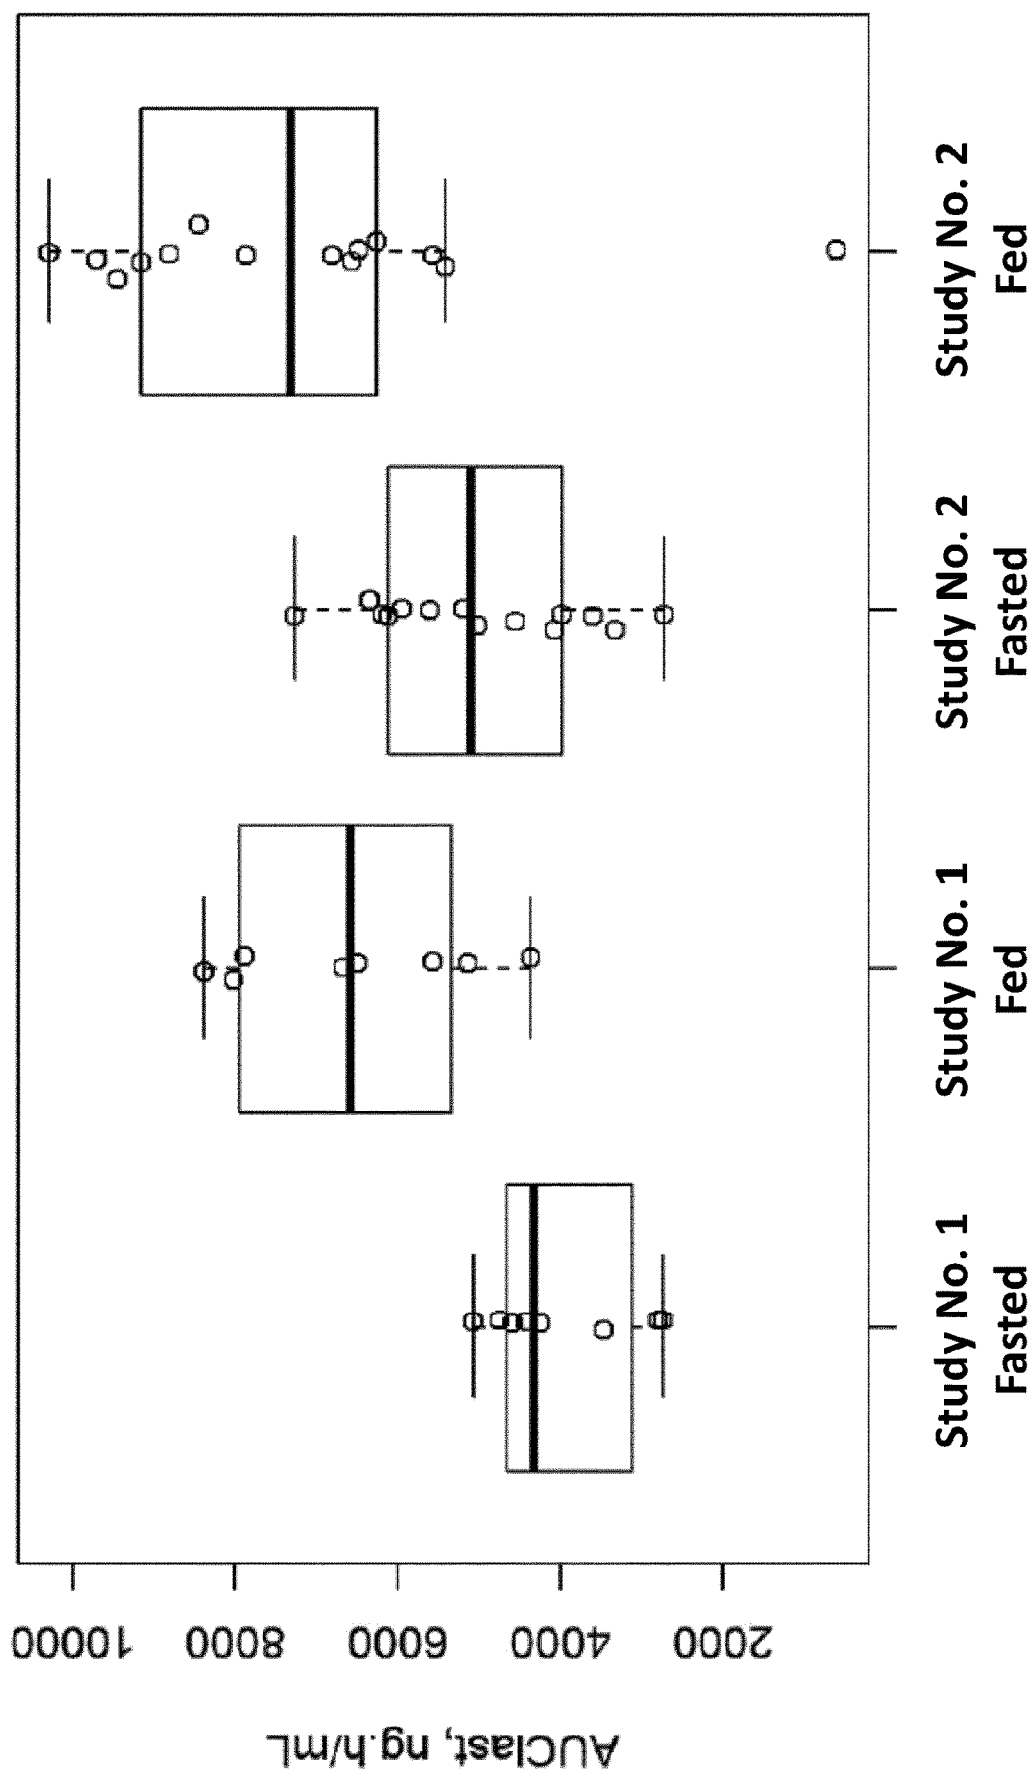 AUClast, ng.h/mL
10000
8000
6000
4000
2000
Study No. 1
Fasted
Study No. 1
Fed
Study No. 2
Fasted
Study No. 2
Fed